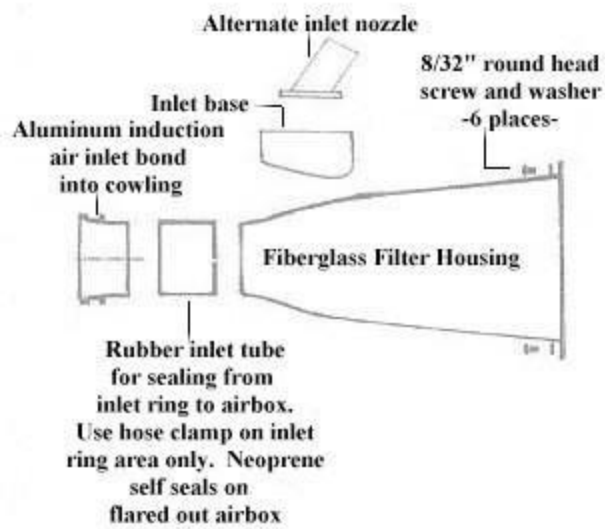 Alternate inlet nozzle
8/32" round head
screw and washer
-6 places-
Inlet base
Aluminum induction
air inlet bond
into cowling
Fiberglass Filter Housing
Rubber inlet tube
for sealing from
inlet ring to airbox.
Use hose clamp on inlet
ring area only. Neoprene
self seals on
flared out airbox